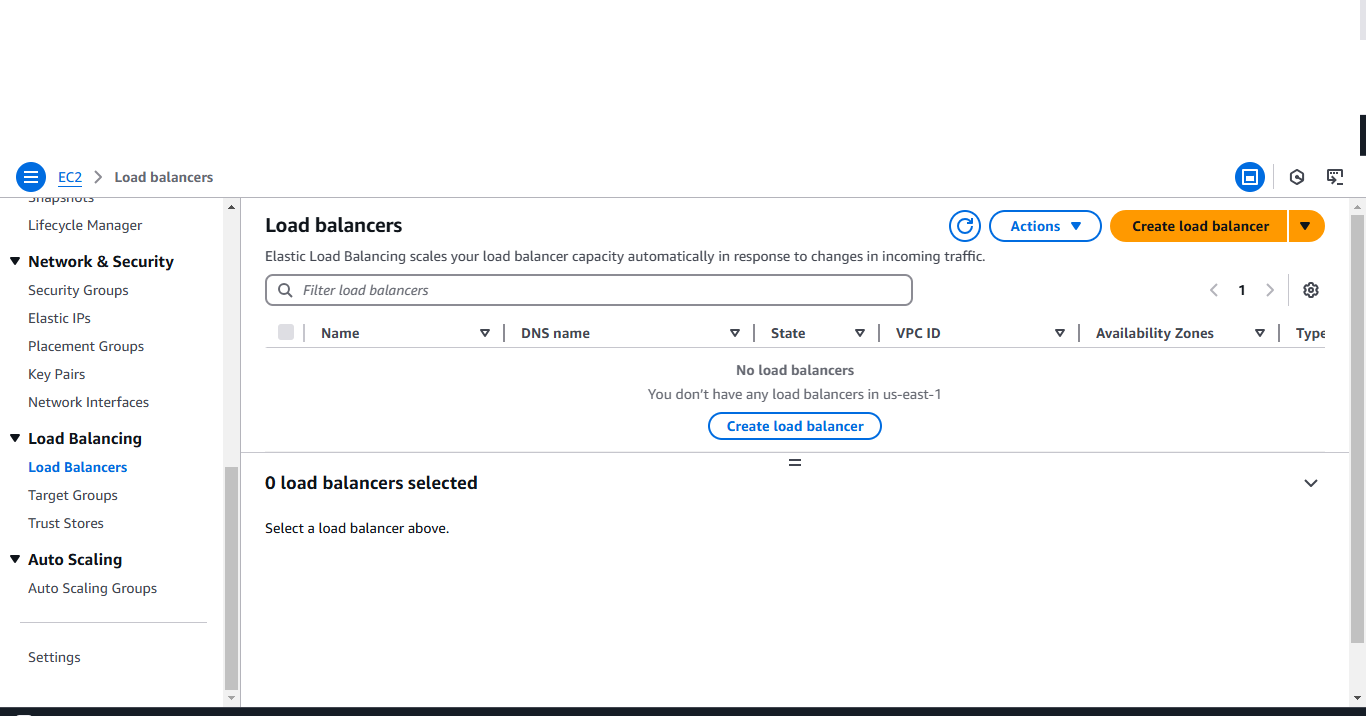 EC2 Load balancers
Snapshots
Lifecycle Manager
Network & Security
Security Groups
Elastic IPs
Placement Groups
Key Pairs
Network Interfaces
Load Balancing
Load Balancers
Target Groups
Trust Stores
Auto Scaling
Auto Scaling Groups
Settings
Load balancers
Actions
Create load balancer
Elastic Load Balancing scales your load balancer capacity automatically in response to changes in incoming traffic.
Filter load balancers
1
Name DNS name State VPC ID Availability Zones Type
No load balancers
You don't have any load balancers in us-east-1
Create load balancer
0 load balancers selected
Select a load balancer above.